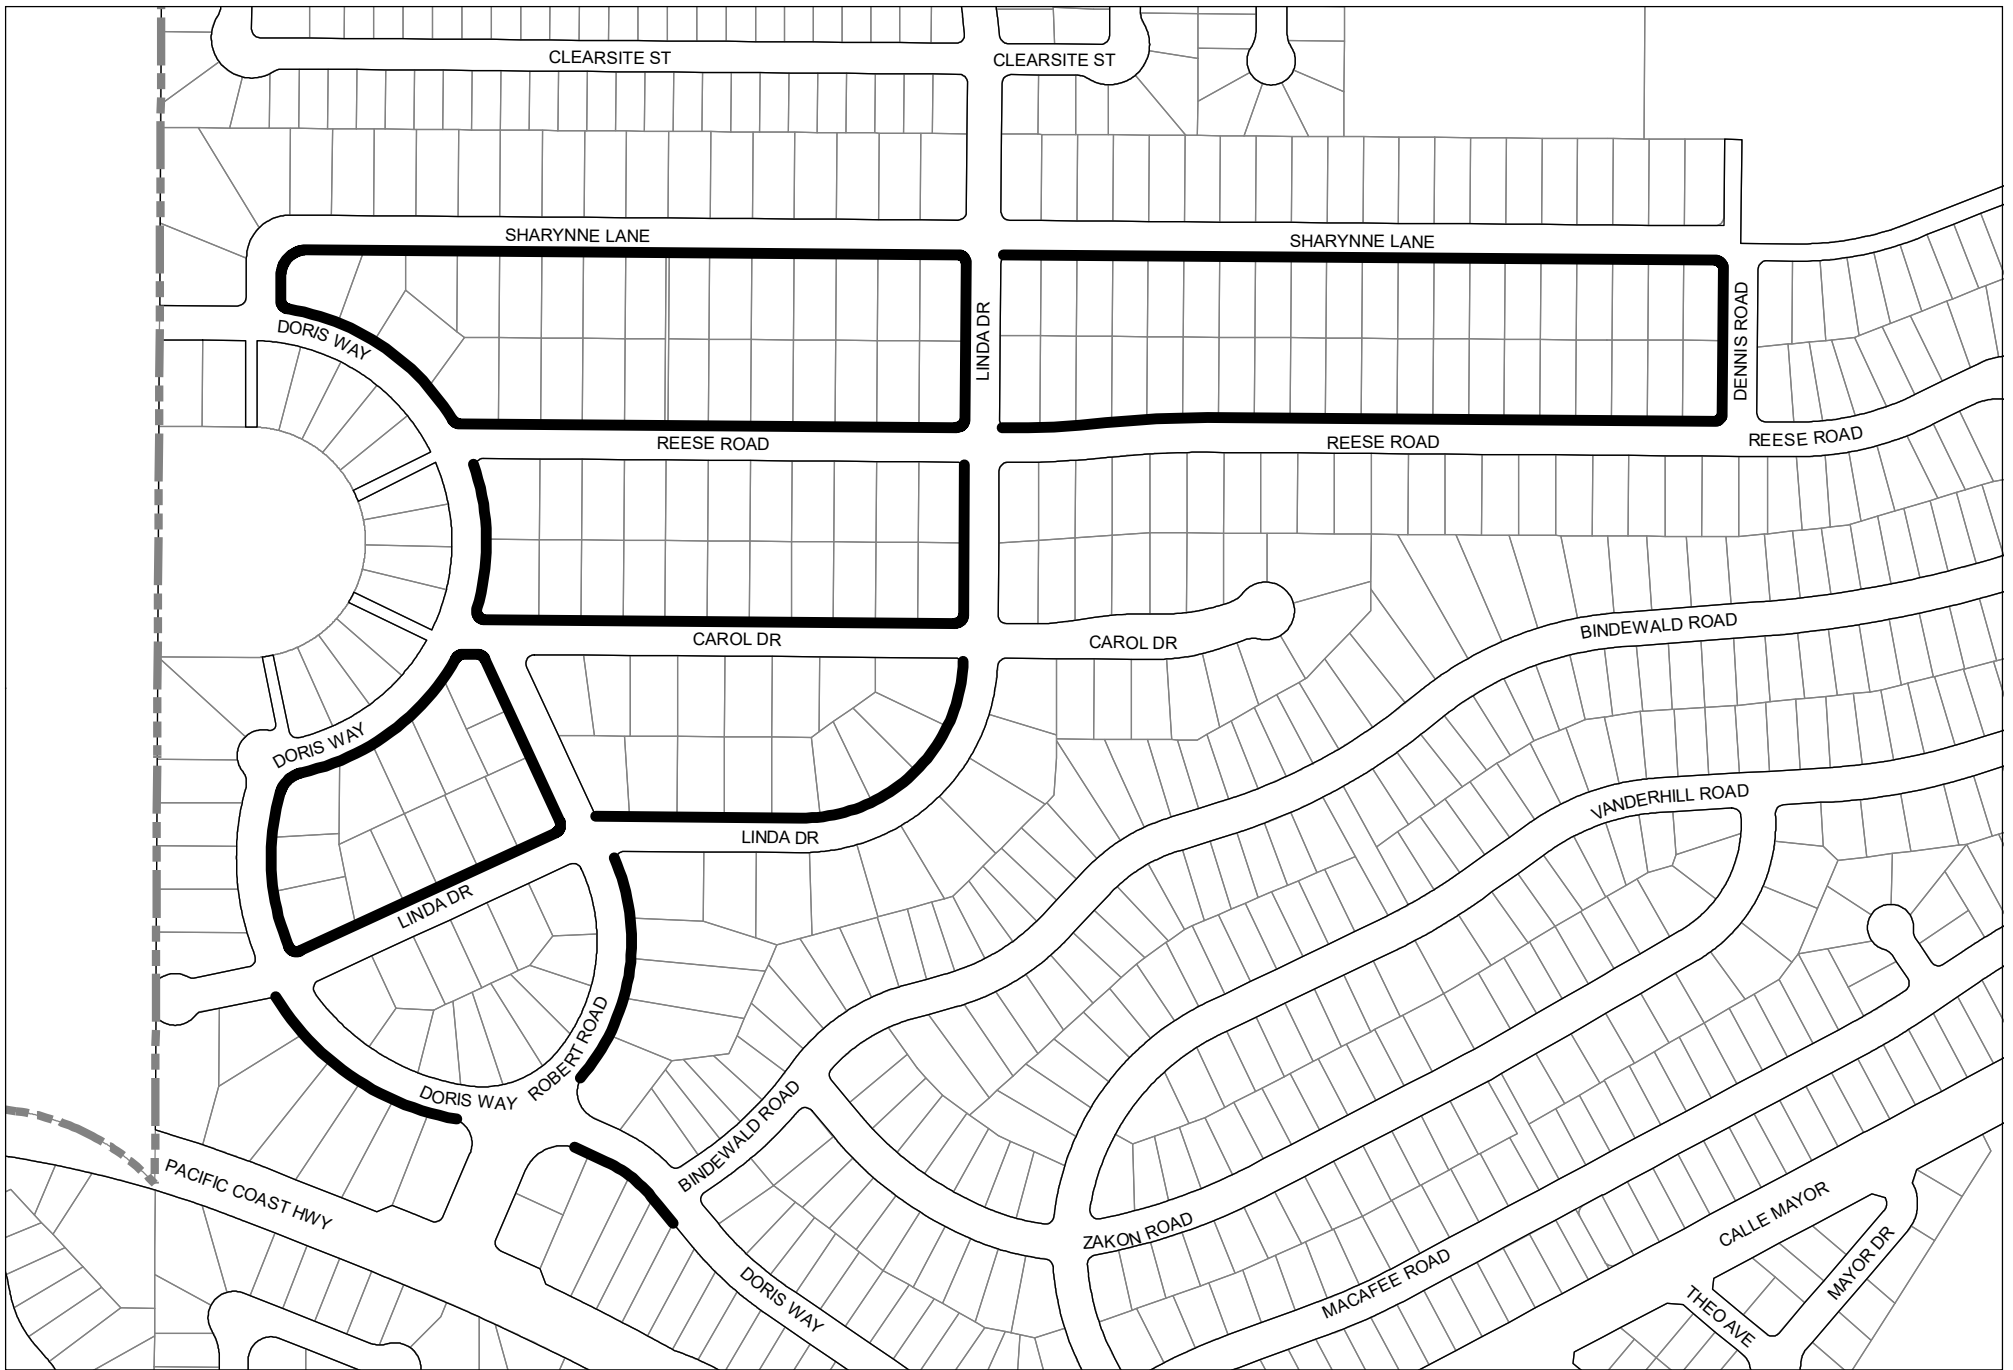 CLEARSITE ST
CLEARSITE ST
SHARYNNE LANE
SHARYNNE LANE
LINDA DR
DENNIS ROAD
DORIS WAY
REESE ROAD
REESE ROAD
REESE ROAD
CAROL DR
CAROL DR
BINDEWALD ROAD
DORIS WAY
LINDA DR
VANDERHILL ROAD
LINDA DR
DORIS WAY
ROBERT ROAD
BINDEWALD ROAD
PACIFIC COAST HWY
ZAKON ROAD
CALLE MAYOR
MACAFEE ROAD
MAYOR DR
DORIS WAY
THEO AVE